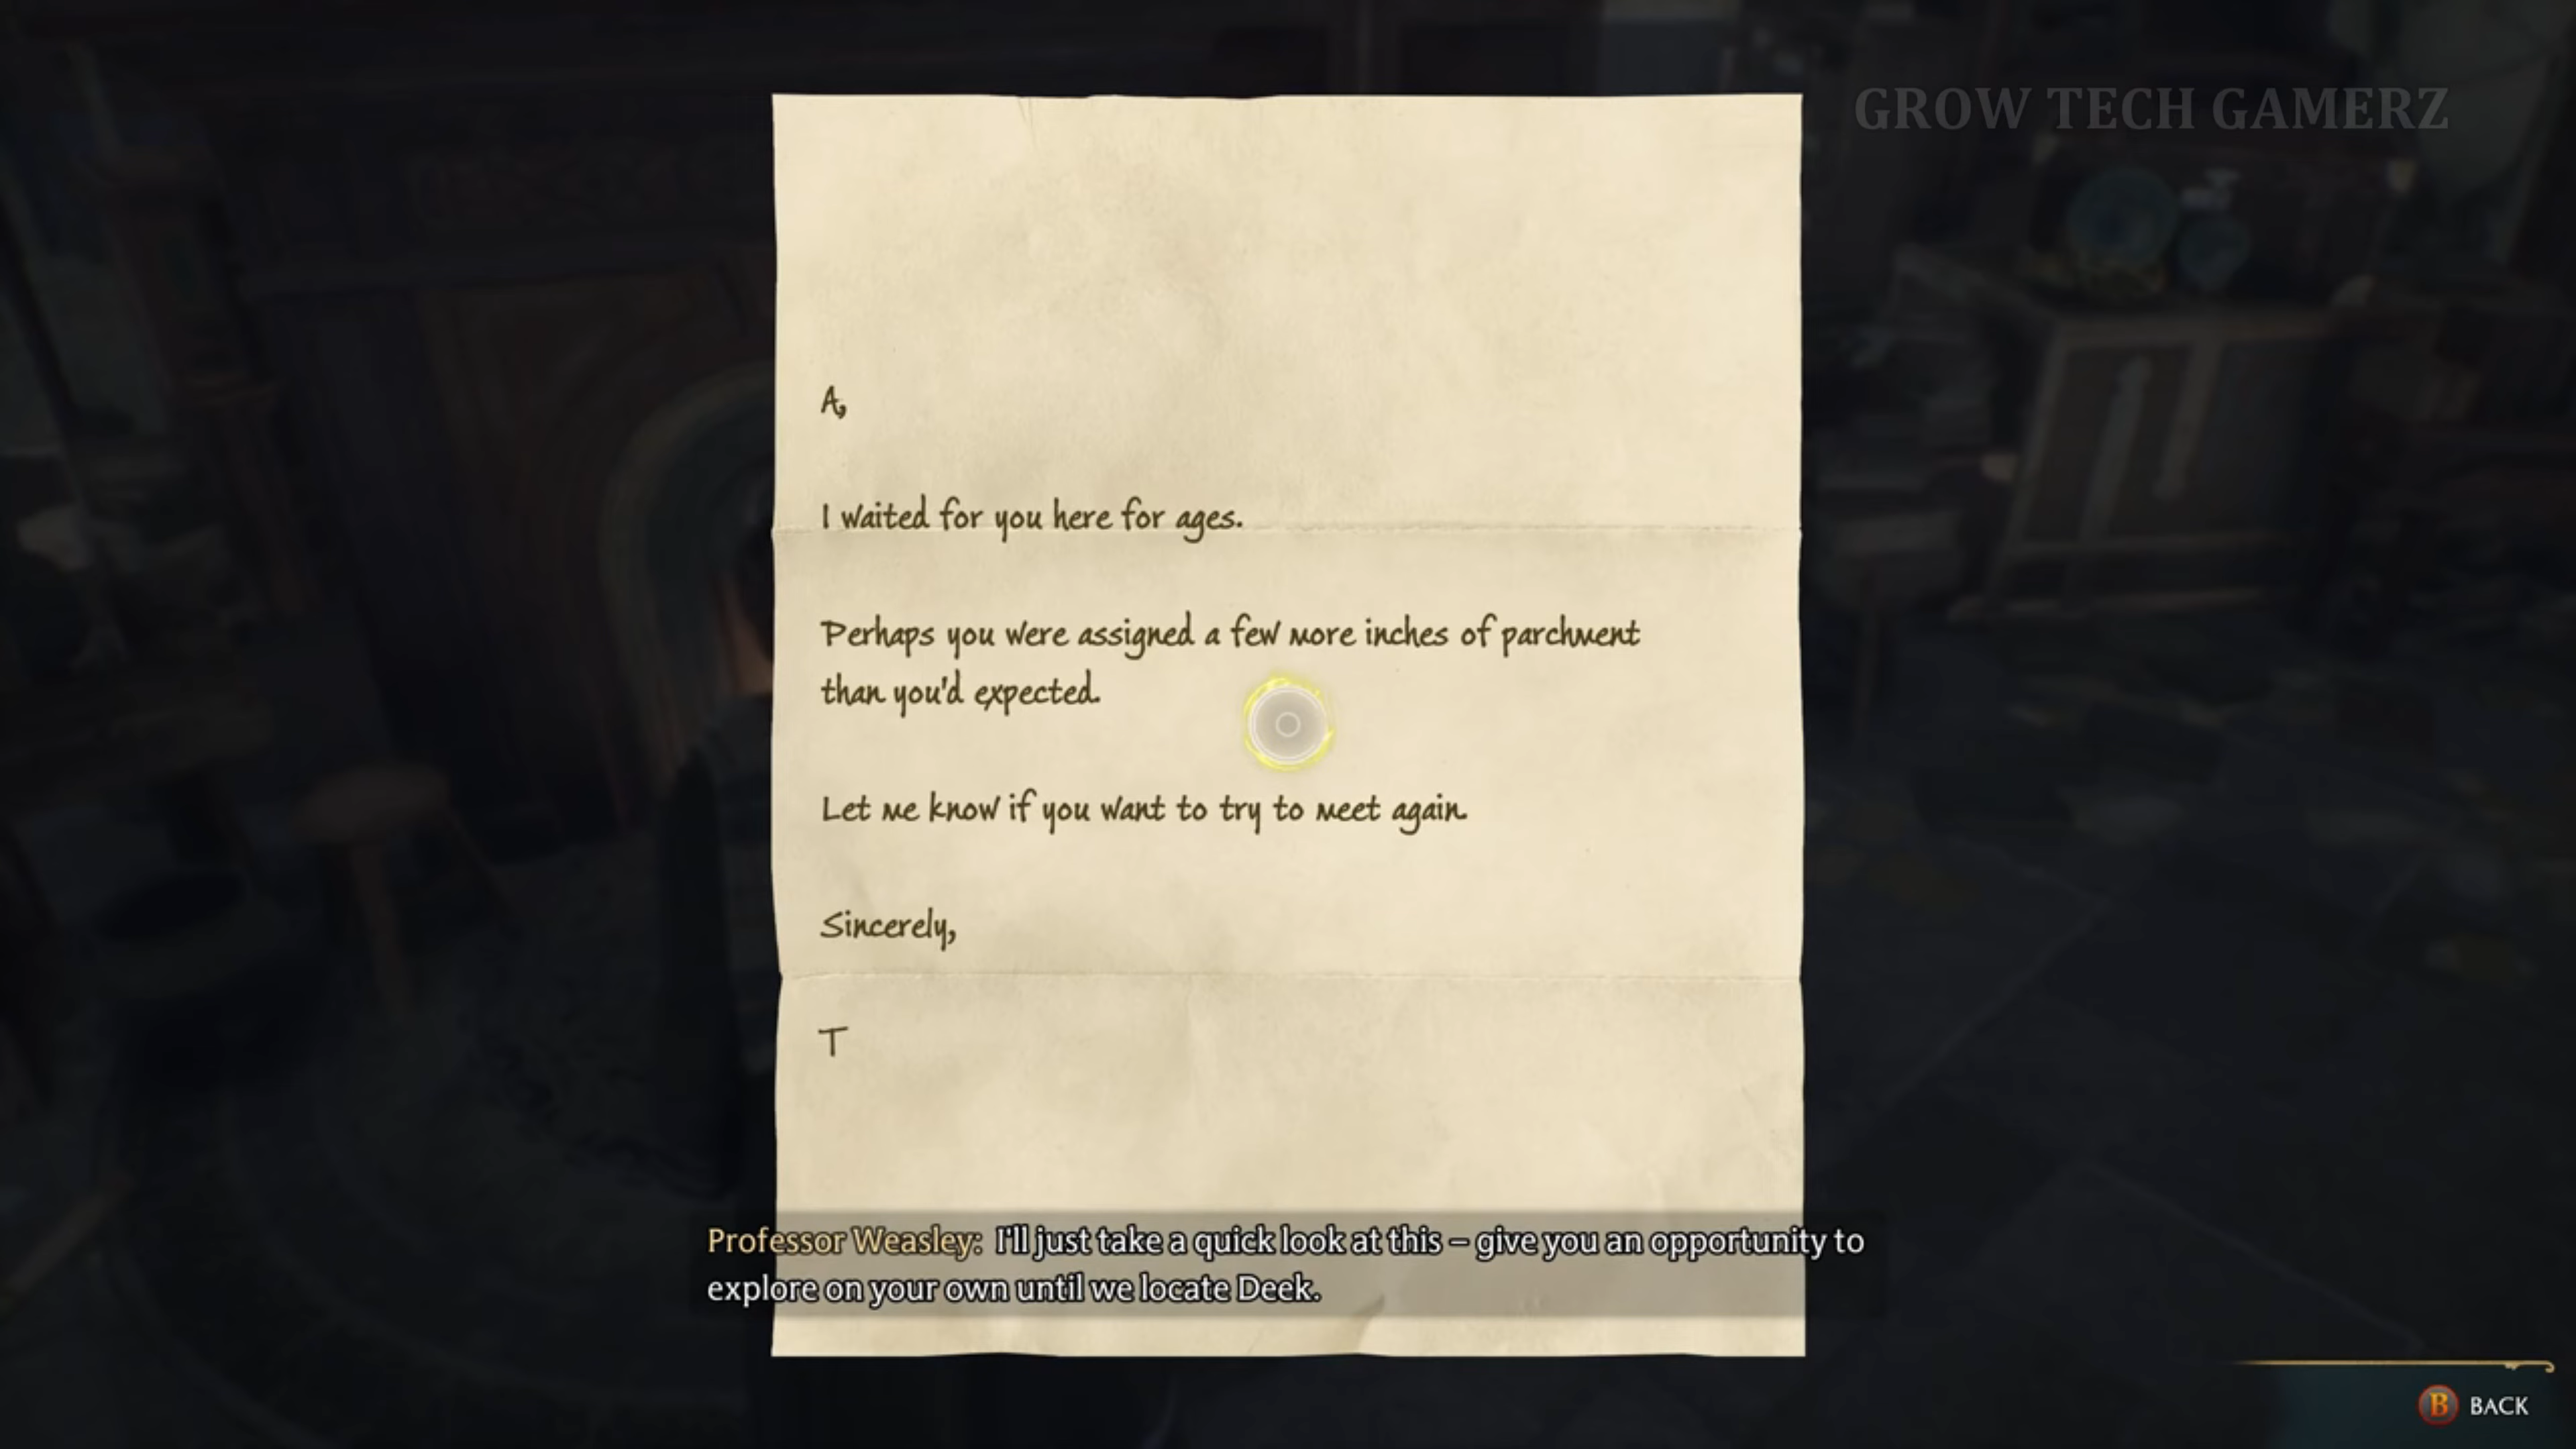 GROW TECH GAMERZ
A,
I waited for you here for ages.
Perhaps you were assigned a few more inches of parchment
than you'd expected.
Let me know if you want to try to meet again.
Sincerely,
T
Professor Weasley: I'll just take a quick look at this – give you an opportunity to
explore on your own until we locate Deek.
B BACK